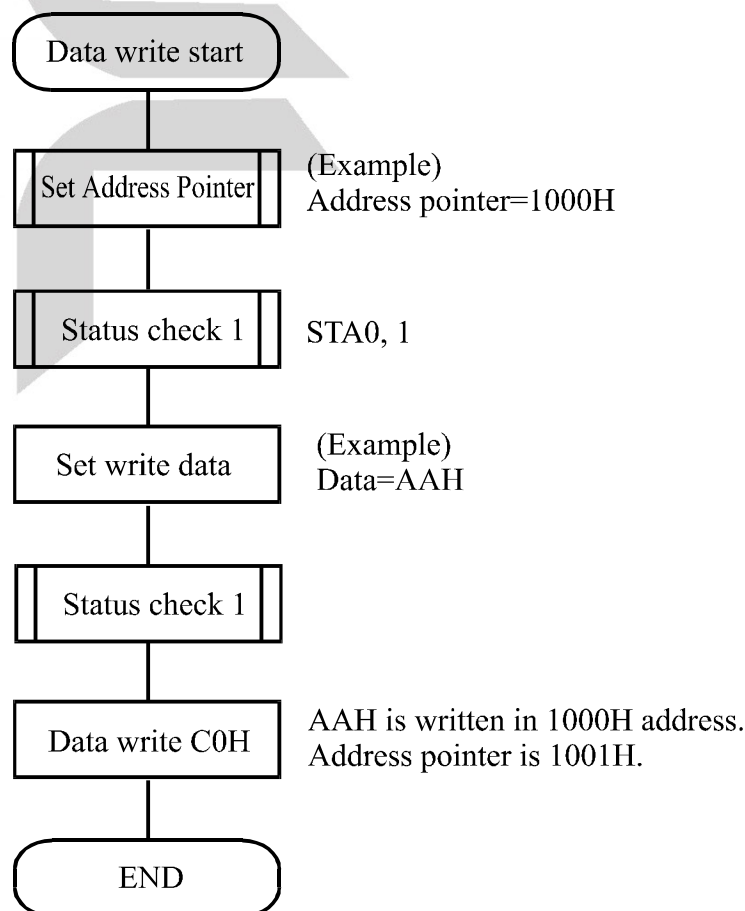 Data write start
Set Address Pointer
(Example)
Address pointer=1000H
Status check 1
STA0, 1
Set write data
(Example)
Data=AAH
Status check 1
Data write C0H
AAH is written in 1000H address.
Address pointer is 1001H.
END